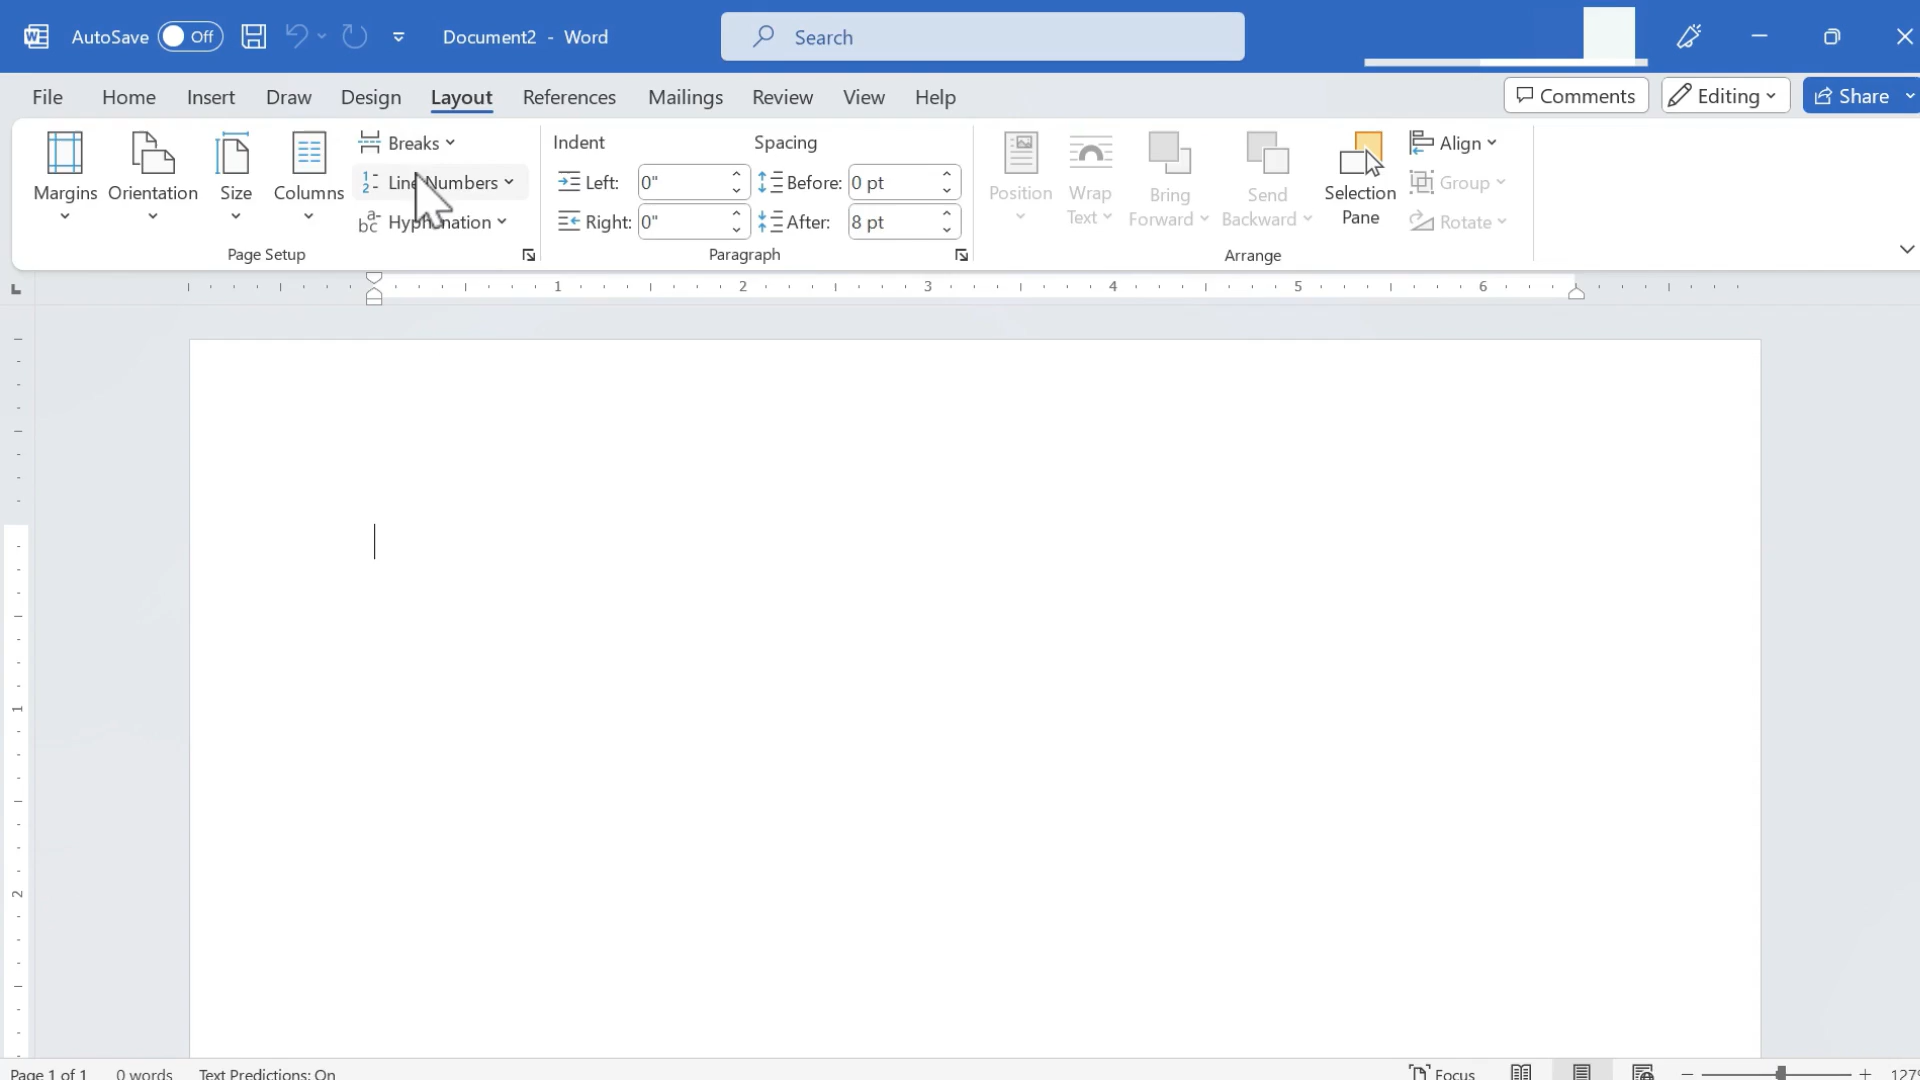 AutoSave Off Document2 - Word Search
File Home Insert Draw Design Layout References Mailings Review View Help Comments Editing Share
Margins Orientation Size Columns Breaks
Line Numbers
Hyphenation
Page Setup
Indent Spacing
Left: 0" Before: 0 pt
Right: 0" After: 8 pt
Paragraph
Position Wrap Text Bring Forward Send Backward Selection Pane Align
Group
Rotate
Arrange
1 2 3 4 5 6
1
2
Page 1 of 1 0 words Text Predictions: On Focus 127%